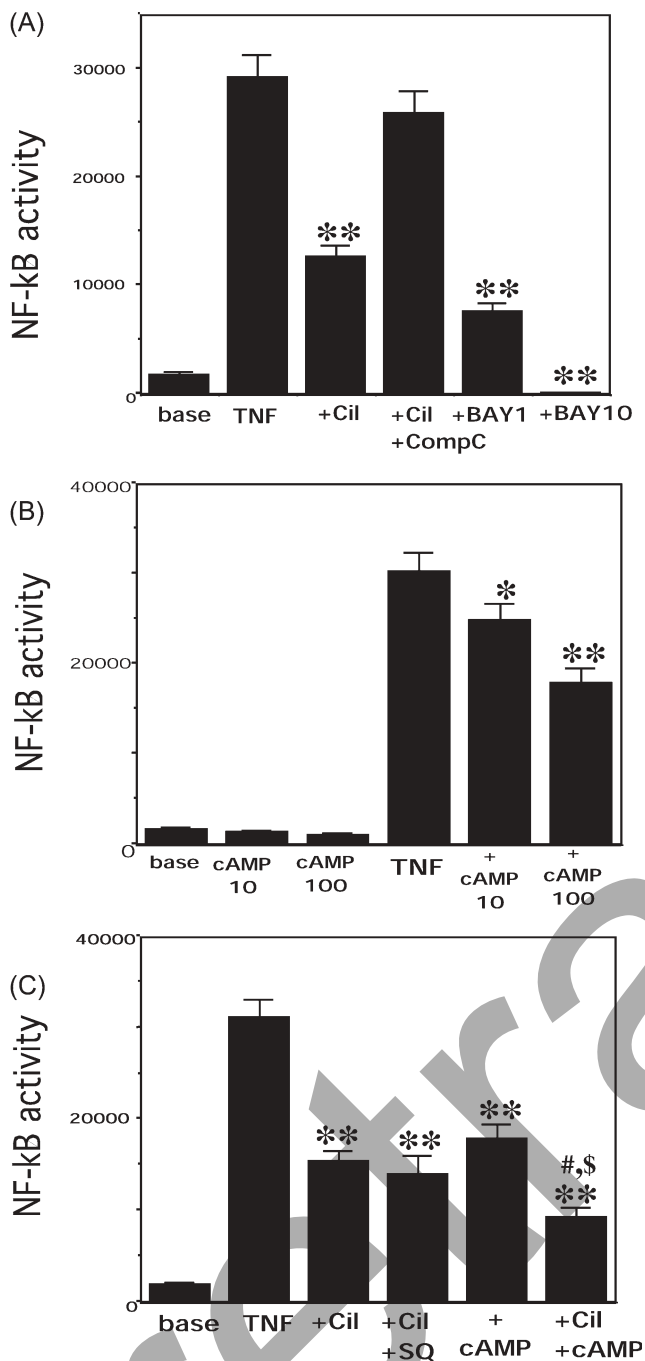 (A)
NF-kB activity
30000
20000
10000
0
**
**
**
base TNF +Cil +Cil +BAY1 +BAY10
+CompC
(B)
NF-kB activity
40000
20000
0
*
**
base cAMP cAMP TNF + +
10 100 cAMP cAMP
10 100
(C)
NF-kB activity
40000
20000
0
**
**
**
#,$
**
base TNF +Cil +Cil + +Cil
+SQ cAMP +cAMP